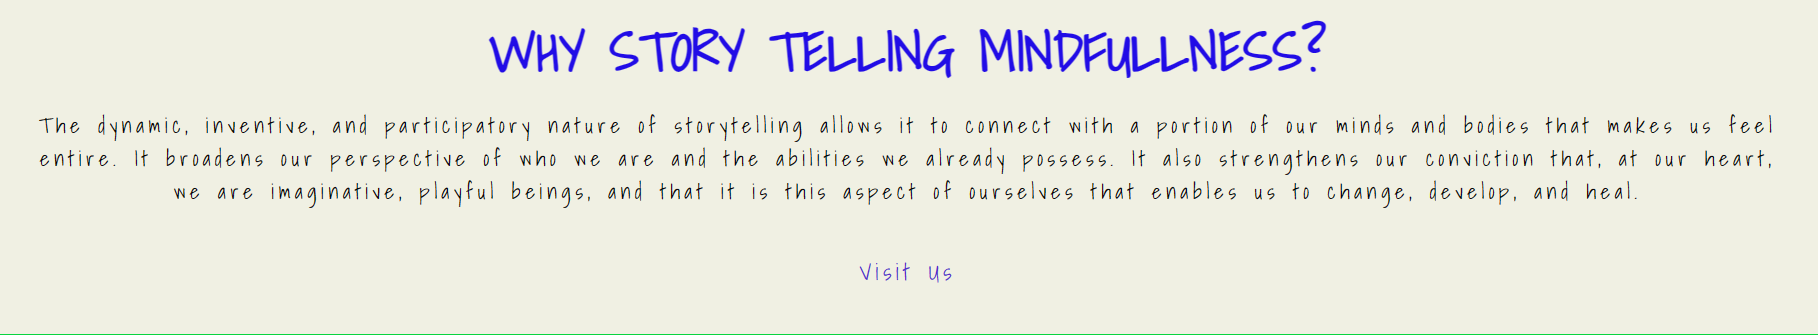 WHY STORY TELLING MINDFULLNESS?
The dynamic, inventive, and participatory nature of storytelling allows it to connect with a portion of our minds and bodies that makes us feel
entire. It broadens our perspective of who we are and the abilities we already possess. It also strengthens our conviction that, at our heart,
we are imaginative, playful beings, and that it is this aspect of ourselves that enables us to change, develop, and heal.
Visit Us